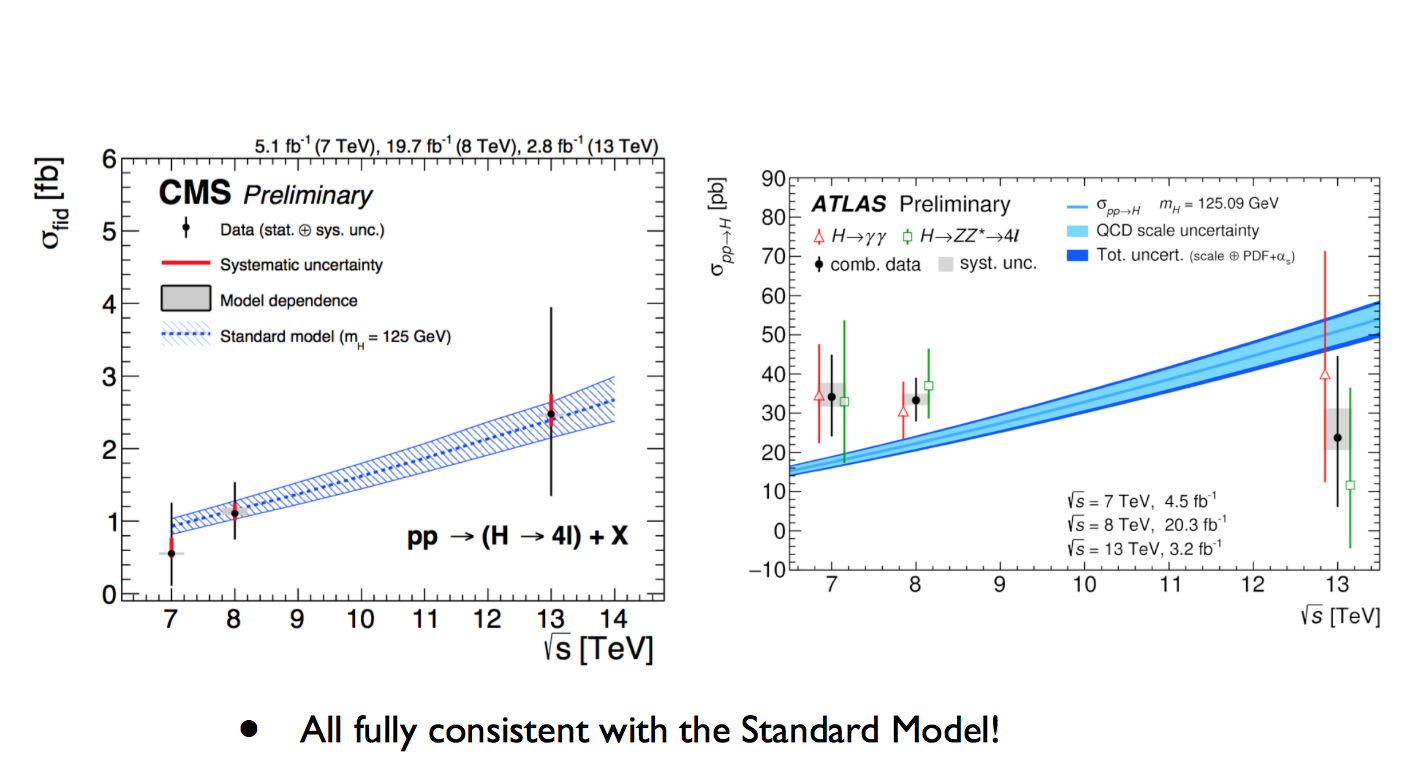 5.1 fb⁻¹ (7 TeV), 19.7 fb⁻¹ (8 TeV), 2.8 fb⁻¹ (13 TeV)
σ_fid [fb]
6
5
4
3
2
1
0
CMS Preliminary
Data (stat. ⊕ sys. unc.)
Systematic uncertainty
Model dependence
Standard model (m_H = 125 GeV)
pp → (H → 4l) + X
7 8 9 10 11 12 13 14
√s [TeV]
σ_pp→H [pb]
90
80
70
60
50
40
30
20
10
0
−10
ATLAS Preliminary
H→γγ H→ZZ*→4l
comb. data syst. unc.
σ_pp→H m_H = 125.09 GeV
QCD scale uncertainty
Tot. uncert. (scale ⊕ PDF+α_s)
√s = 7 TeV, 4.5 fb⁻¹
√s = 8 TeV, 20.3 fb⁻¹
√s = 13 TeV, 3.2 fb⁻¹
7 8 9 10 11 12 13
√s [TeV]
• All fully consistent with the Standard Model!